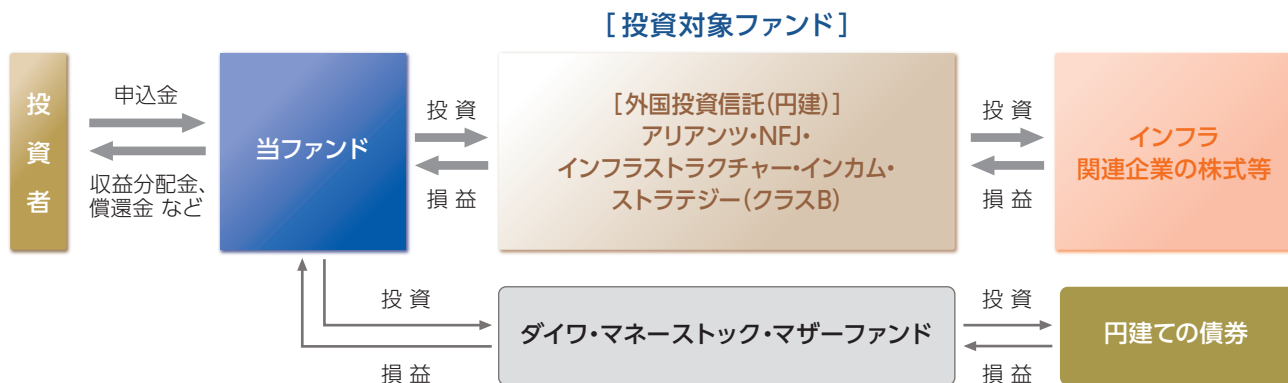 [投資対象ファンド]
投資者
申込金
収益分配金、
償還金 など
当ファンド
投 資
損 益
[外国投資信託(円建)]
アリアンツ・NFJ・
インフラストラクチャー・インカム・
ストラテジー(クラスB)
投 資
損 益
インフラ
関連企業の株式等
投 資
損 益
ダイワ・マネーストック・マザーファンド
投 資
損 益
円建ての債券